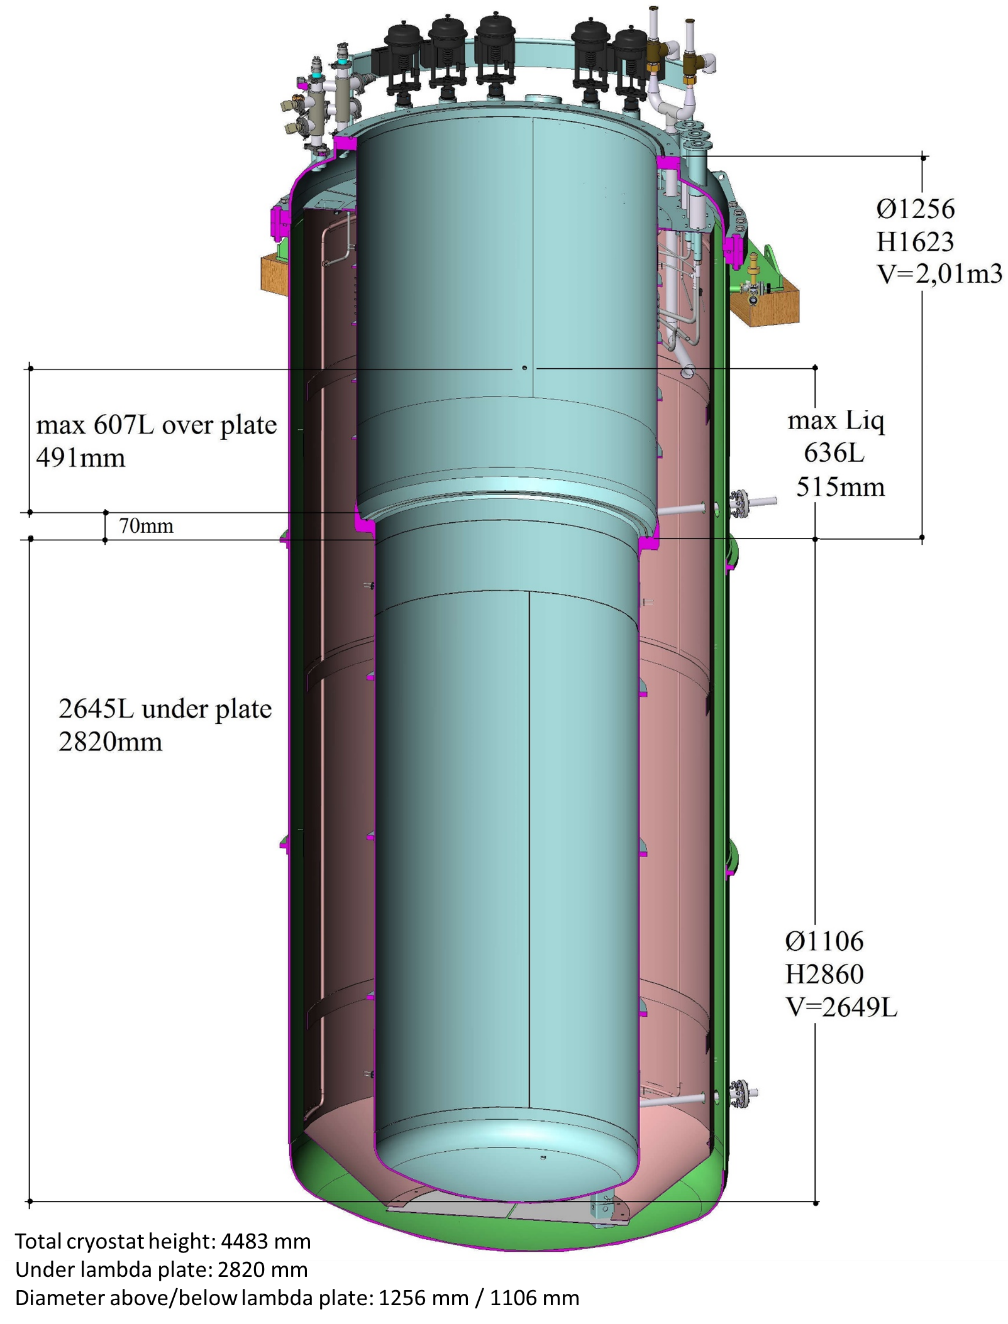 Ø1256
H1623
V=2,01m3
max 607L over plate
491mm
max Liq
636L
515mm
70mm
2645L under plate
2820mm
Ø1106
H2860
V=2649L
Total cryostat height: 4483 mm
Under lambda plate: 2820 mm
Diameter above/below lambda plate: 1256 mm / 1106 mm